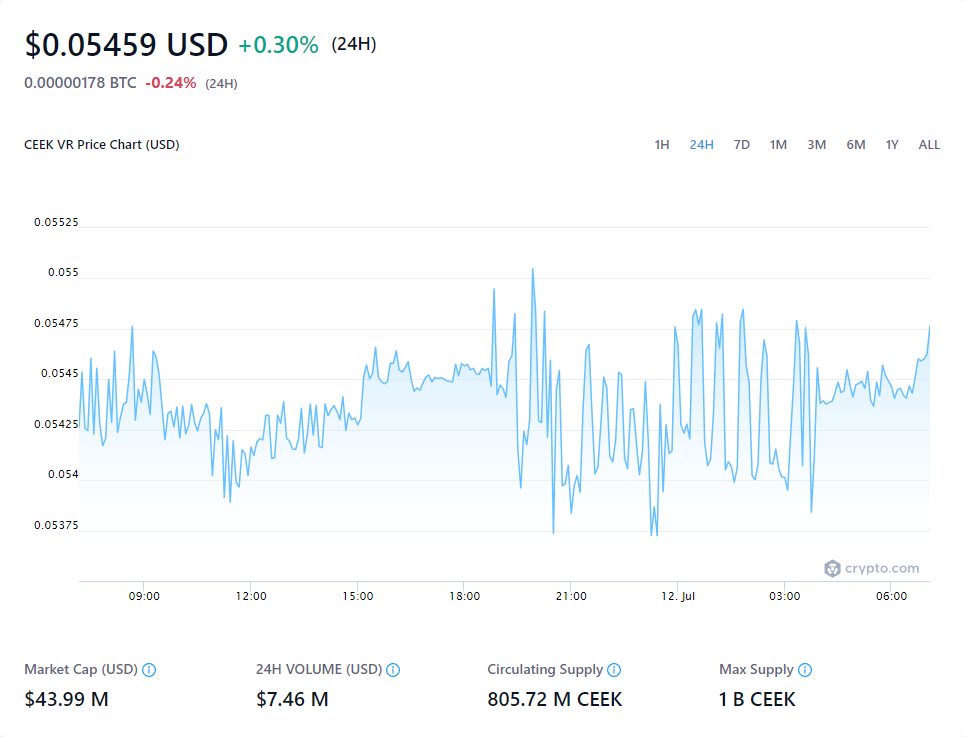 $0.05459 USD +0.30% (24H)
0.00000178 BTC -0.24% (24H)
CEEK VR Price Chart (USD) 1H 24H 7D 1M 3M 6M 1Y ALL
0.05525
0.055
0.05475
0.0545
0.05425
0.054
0.05375
crypto.com
09:00 12:00 15:00 18:00 21:00 12. Jul 03:00 06:00
Market Cap (USD) 24H VOLUME (USD) Circulating Supply Max Supply
$43.99 M $7.46 M 805.72 M CEEK 1 B CEEK